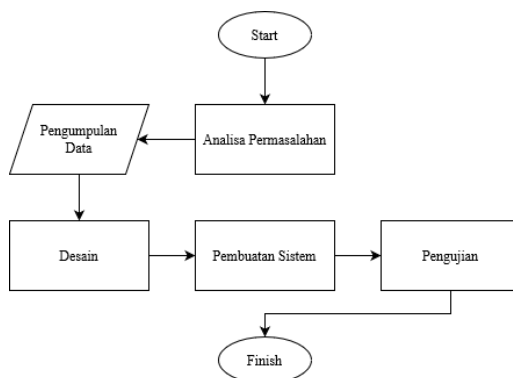 Start
Analisa Permasalahan
Pengumpulan
Data
Desain
Pembuatan Sistem
Pengujian
Finish